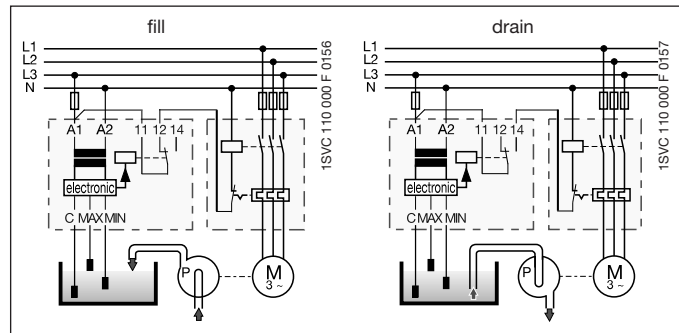 fill
L1
L2
L3
N
A1 A2 11 12 14
electronic
C MAX MIN
P
M
3 ~
1SVC 110 000 F 0156
drain
L1
L2
L3
N
A1 A2 11 12 14
electronic
C MAX MIN
P
M
3 ~
1SVC 110 000 F 0157